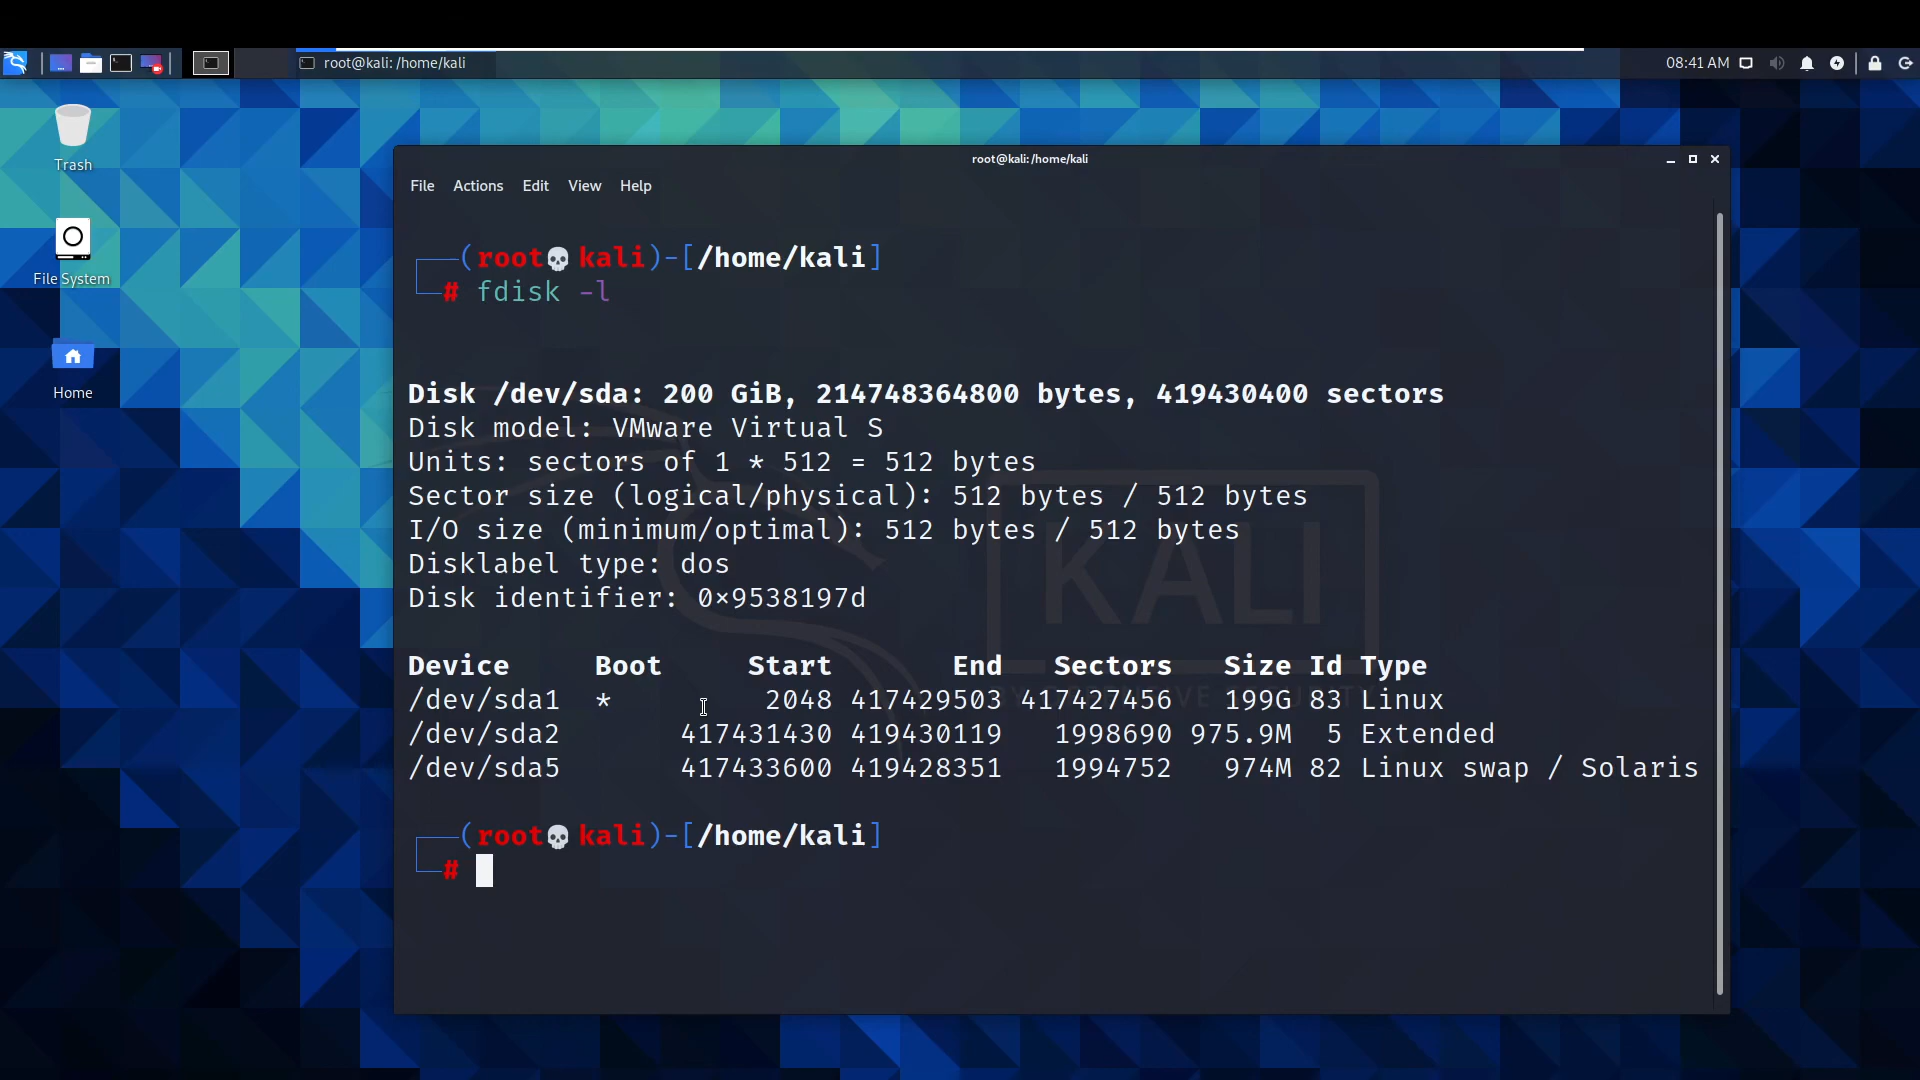 root@kali: /home/kali
08:41 AM
Trash
File System
Home
root@kali: /home/kali
File Actions Edit View Help
(root💀kali)-[/home/kali]
# fdisk -l
Disk /dev/sda: 200 GiB, 214748364800 bytes, 419430400 sectors
Disk model: VMware Virtual S
Units: sectors of 1 * 512 = 512 bytes
Sector size (logical/physical): 512 bytes / 512 bytes
I/O size (minimum/optimal): 512 bytes / 512 bytes
Disklabel type: dos
Disk identifier: 0×9538197d
Device Boot Start End Sectors Size Id Type
/dev/sda1 * 2048 417429503 417427456 199G 83 Linux
/dev/sda2 417431430 419430119 1998690 975.9M 5 Extended
/dev/sda5 417433600 419428351 1994752 974M 82 Linux swap / Solaris
(root💀kali)-[/home/kali]
#
KALI